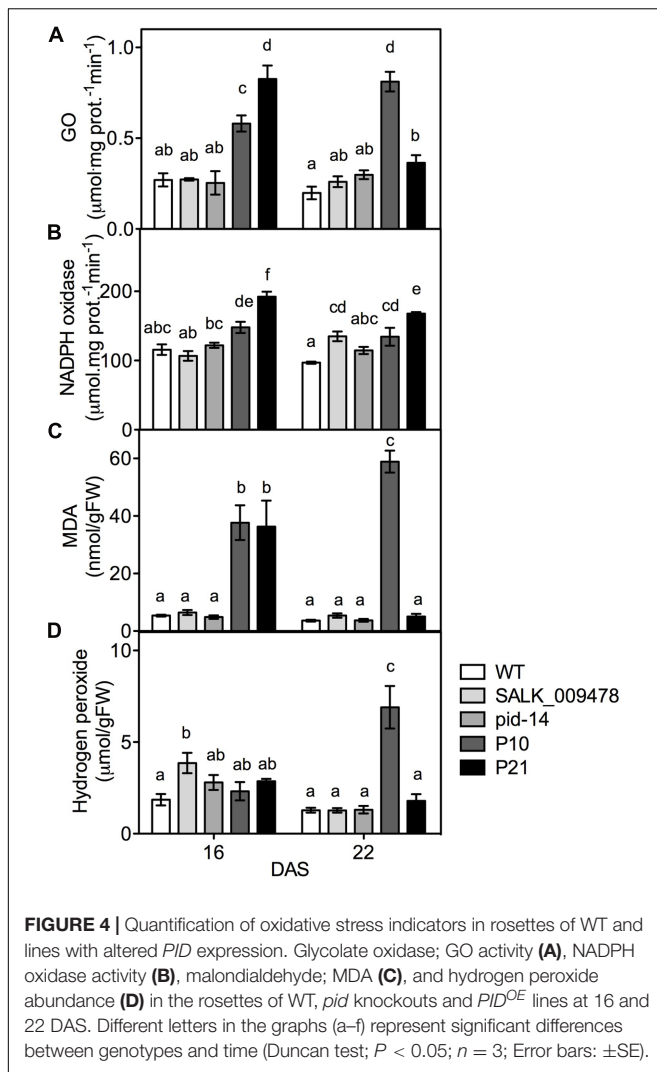 A
GO
(μmol·mg prot.⁻¹min⁻¹)
1.0
0.5
0.0
ab ab ab c d
a ab ab d b
B
NADPH oxidase
(μmol.mg prot.⁻¹min⁻¹)
200
100
0
abc ab bc de f
a cd abc cd e
C
MDA
(nmol/gFW)
60
40
20
0
a a a b b
a a a c a
D
Hydrogen peroxide
(μmol/gFW)
10
5
0
a b ab ab ab
a a a c a
16 22
DAS
WT
SALK_009478
pid-14
P10
P21
FIGURE 4 | Quantification of oxidative stress indicators in rosettes of WT and
lines with altered PID expression. Glycolate oxidase; GO activity (A), NADPH
oxidase activity (B), malondialdehyde; MDA (C), and hydrogen peroxide
abundance (D) in the rosettes of WT, pid knockouts and PIDᴼᴱ lines at 16 and
22 DAS. Different letters in the graphs (a–f) represent significant differences
between genotypes and time (Duncan test; P < 0.05; n = 3; Error bars: ±SE).